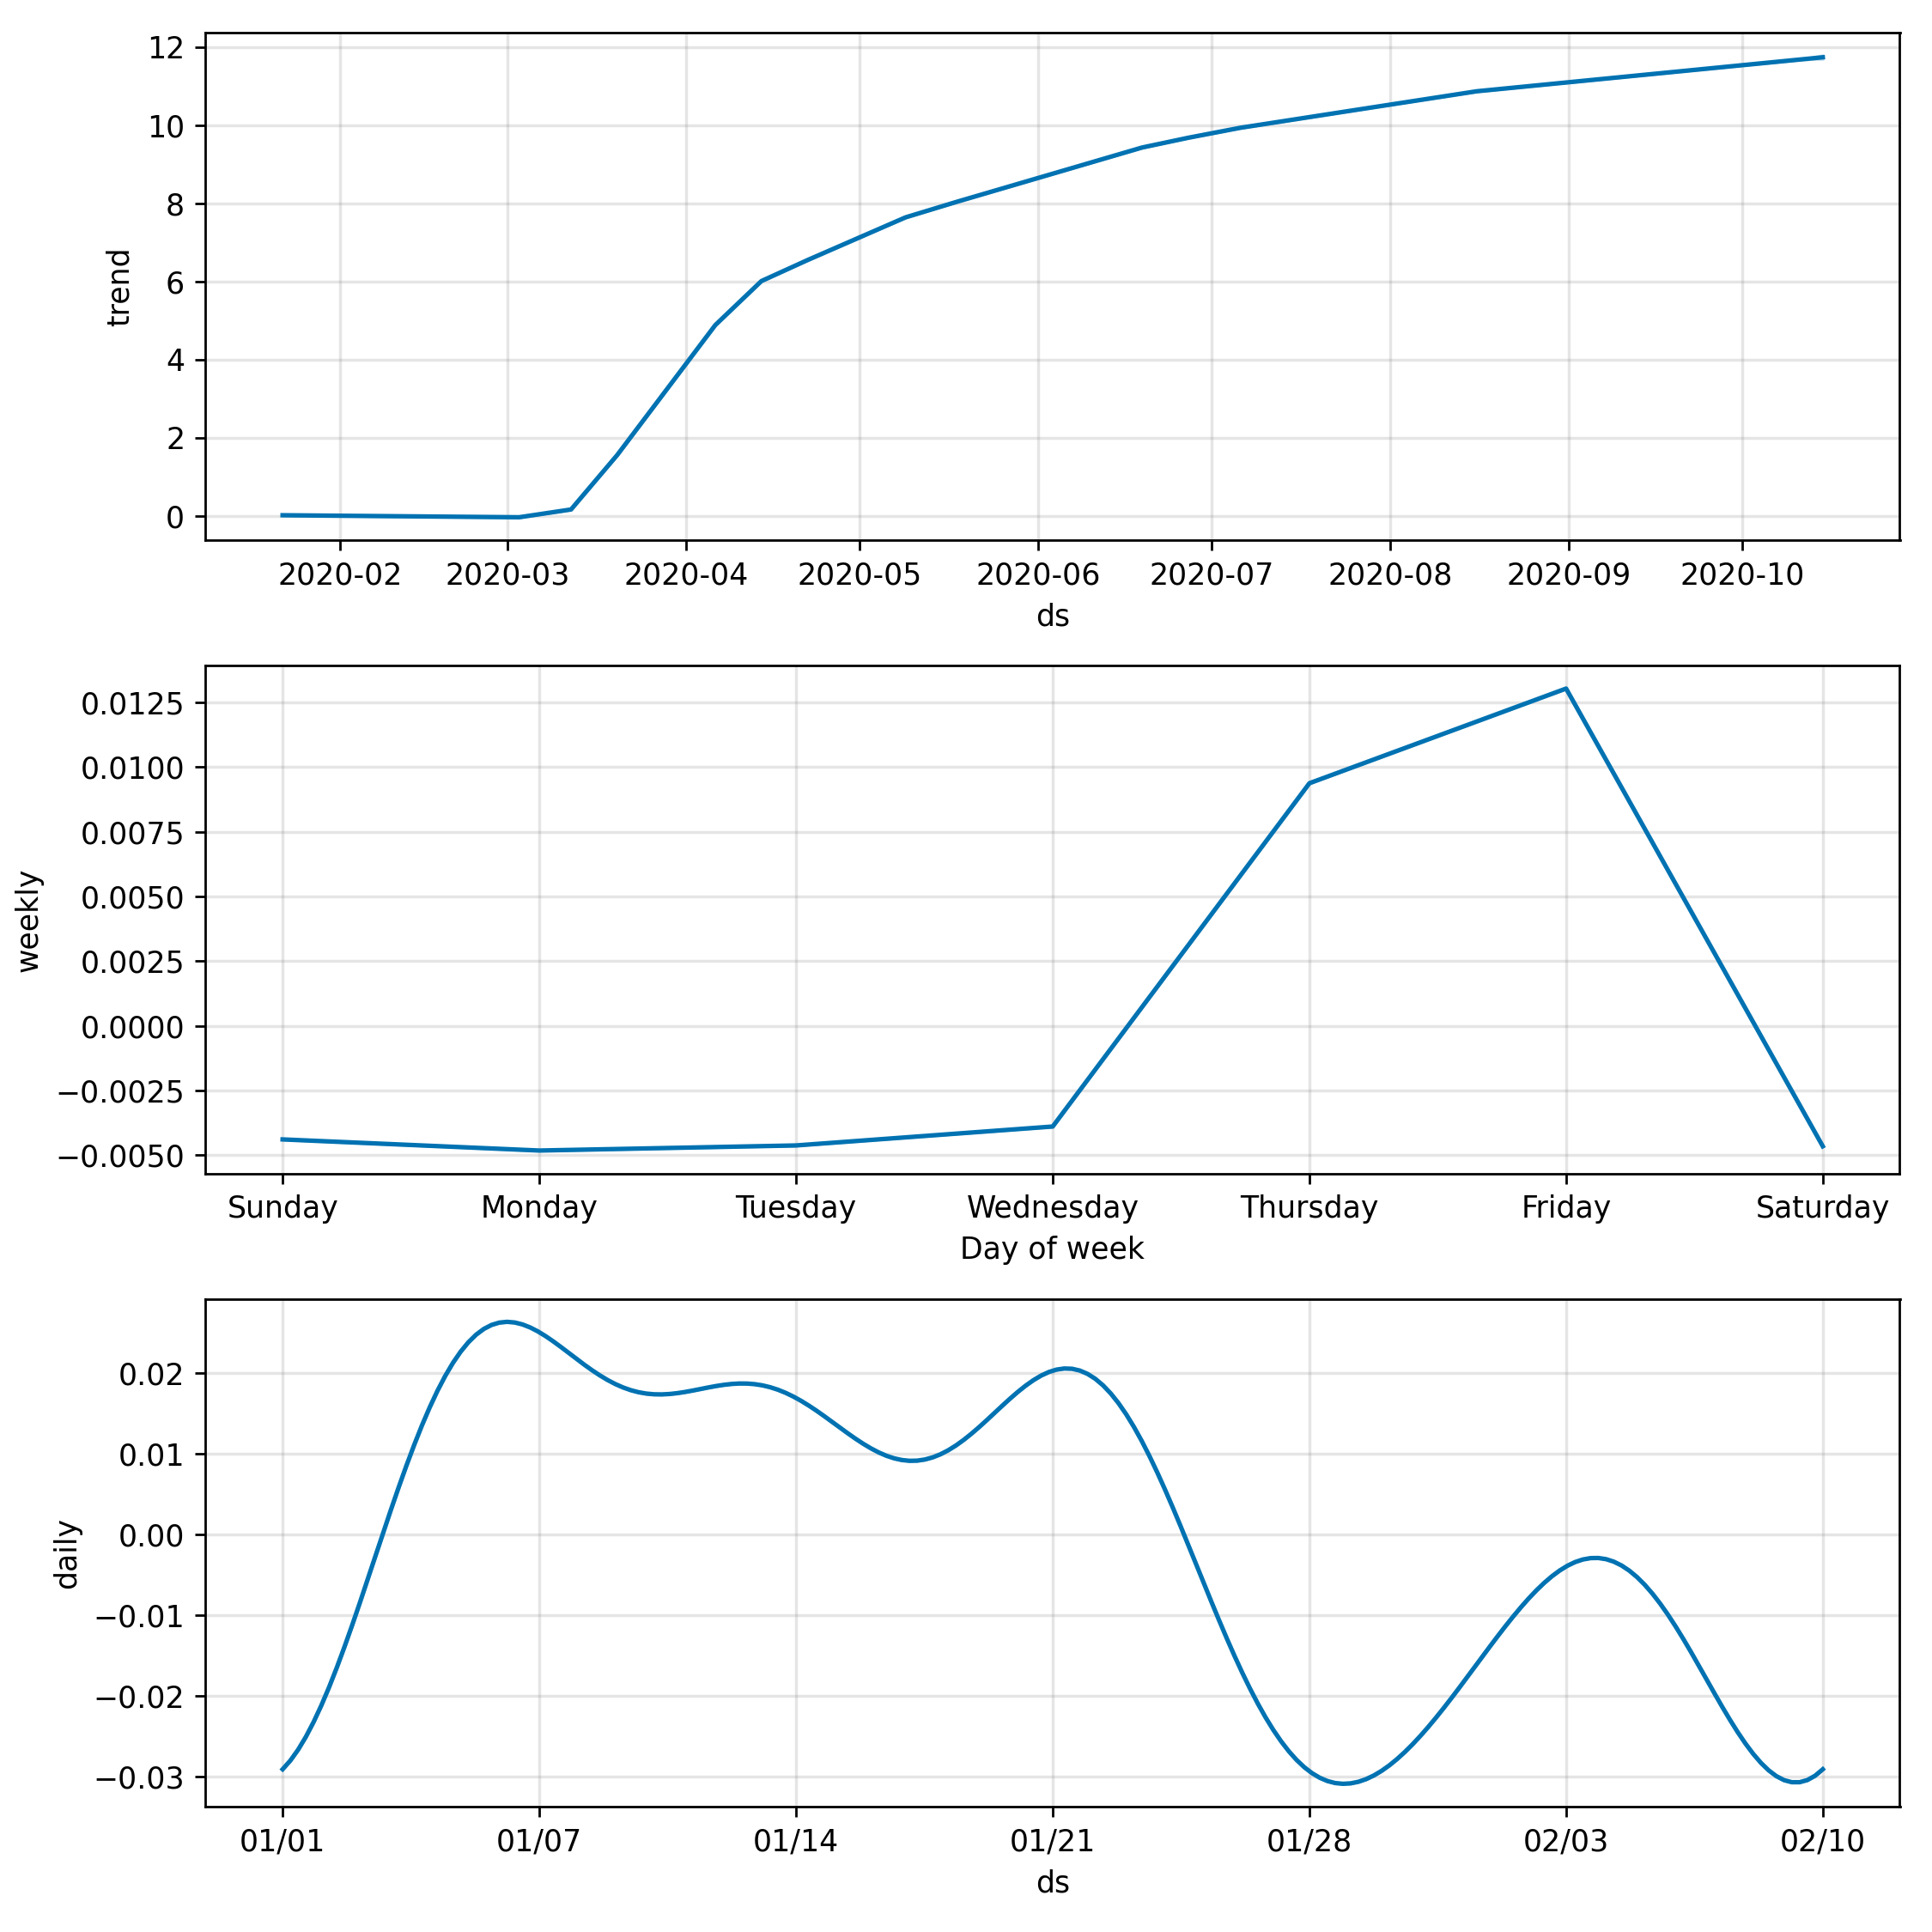 12
10
8
6
4
2
0
trend
2020-02 2020-03 2020-04 2020-05 2020-06 2020-07 2020-08 2020-09 2020-10
ds
0.0125
0.0100
0.0075
0.0050
0.0025
0.0000
−0.0025
−0.0050
weekly
Sunday Monday Tuesday Wednesday Thursday Friday Saturday
Day of week
0.02
0.01
0.00
−0.01
−0.02
−0.03
daily
01/01 01/07 01/14 01/21 01/28 02/03 02/10
ds